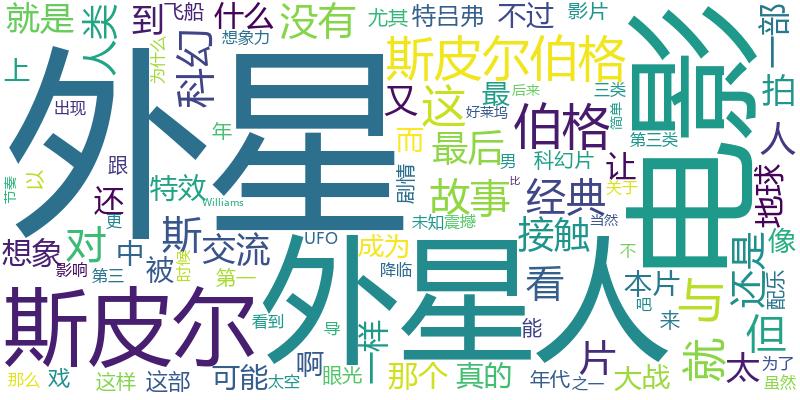 就是
人类
到
飞船
什么
没有
尤其
特吕弗
不过
影片
一部
上
科幻
想象力
为什么
斯皮尔伯格
电影
拍
外星
出现
又
这
最
好莱坞
后来
三类
简单
年
而
伯格
第三类
人
节奏
以
跟
最后
男
科幻片
让
还
特效
剧情
故事
经典
比
关于
地球
Williams
更
未知
震撼
当然
想象
对
中
斯
交流
UFO
成为
接触
不
还是
像
影响
第三
被
时候
第一
降临
看
本片
与
配乐
斯皮尔
外星人
看到
导
一样
能
片
吧
来
就
但
太
为了
那么
戏
这样
这部
可能
太空
啊
眼光
那个
真的
年代
之一
大战
虽然